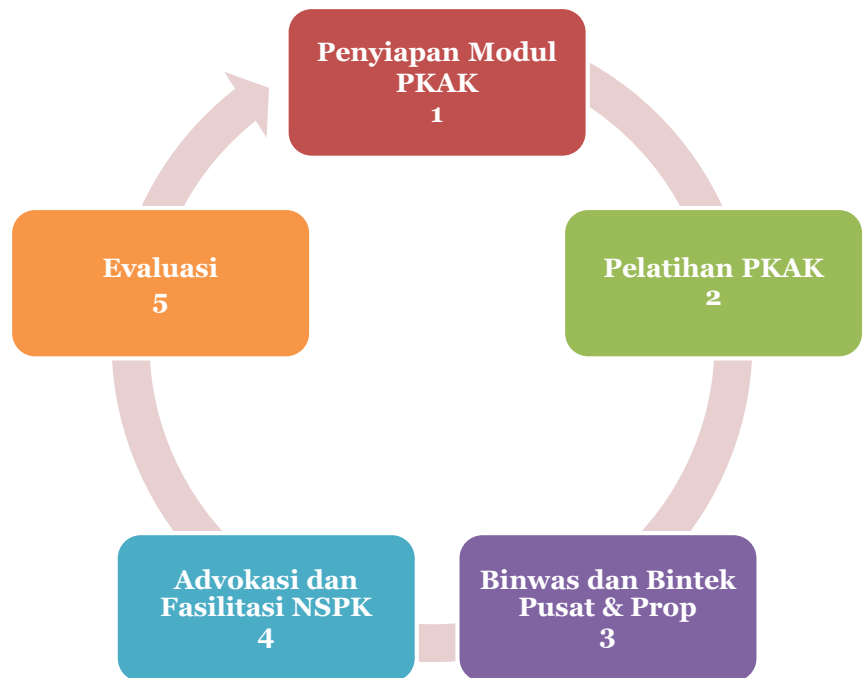 Penyiapan Modul
PKAK
1
Pelatihan PKAK
2
Binwas dan Bintek
Pusat & Prop
3
Advokasi dan
Fasilitasi NSPK
4
Evaluasi
5